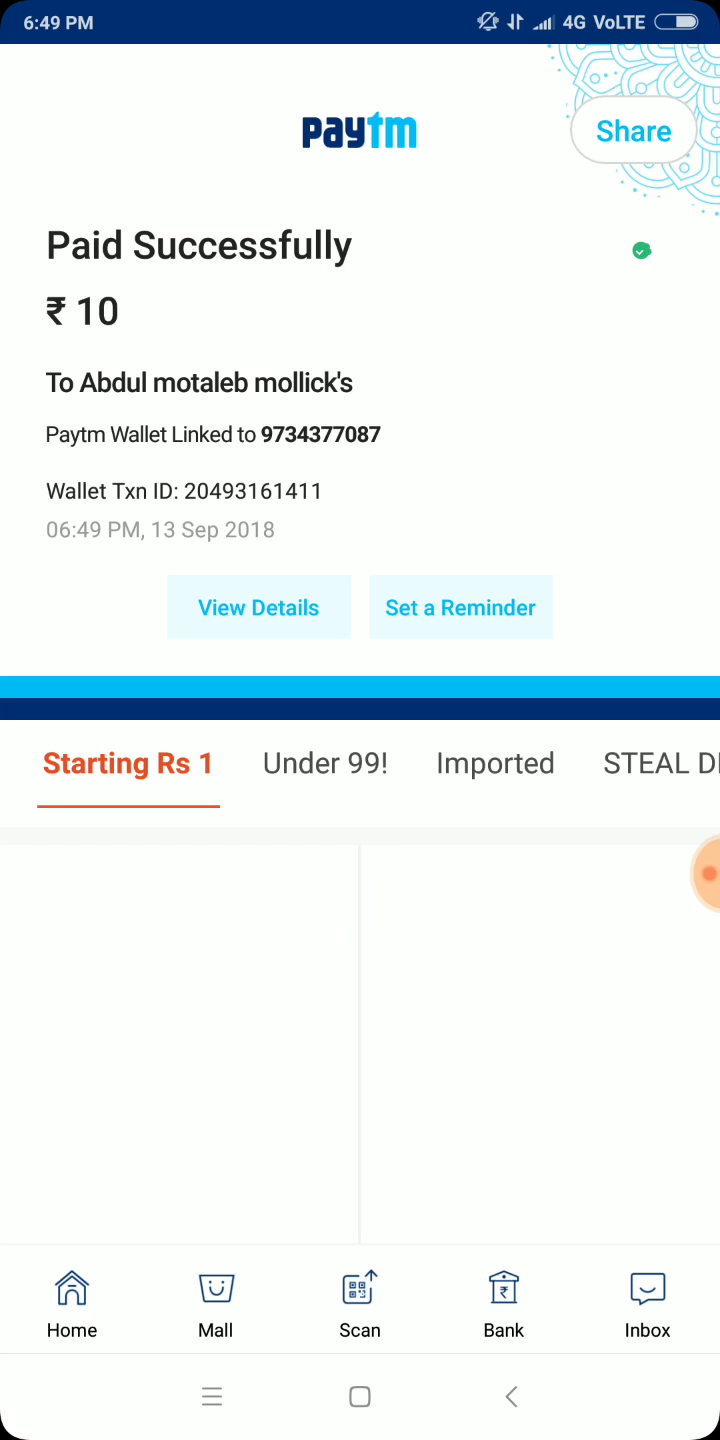 6:49 PM 4G VoLTE
paytm
Share
Paid Successfully
₹ 10
To Abdul motaleb mollick's
Paytm Wallet Linked to 9734377087
Wallet Txn ID: 20493161411
06:49 PM, 13 Sep 2018
View Details Set a Reminder
Starting Rs 1 Under 99! Imported STEAL
Home Mall Scan Bank Inbox